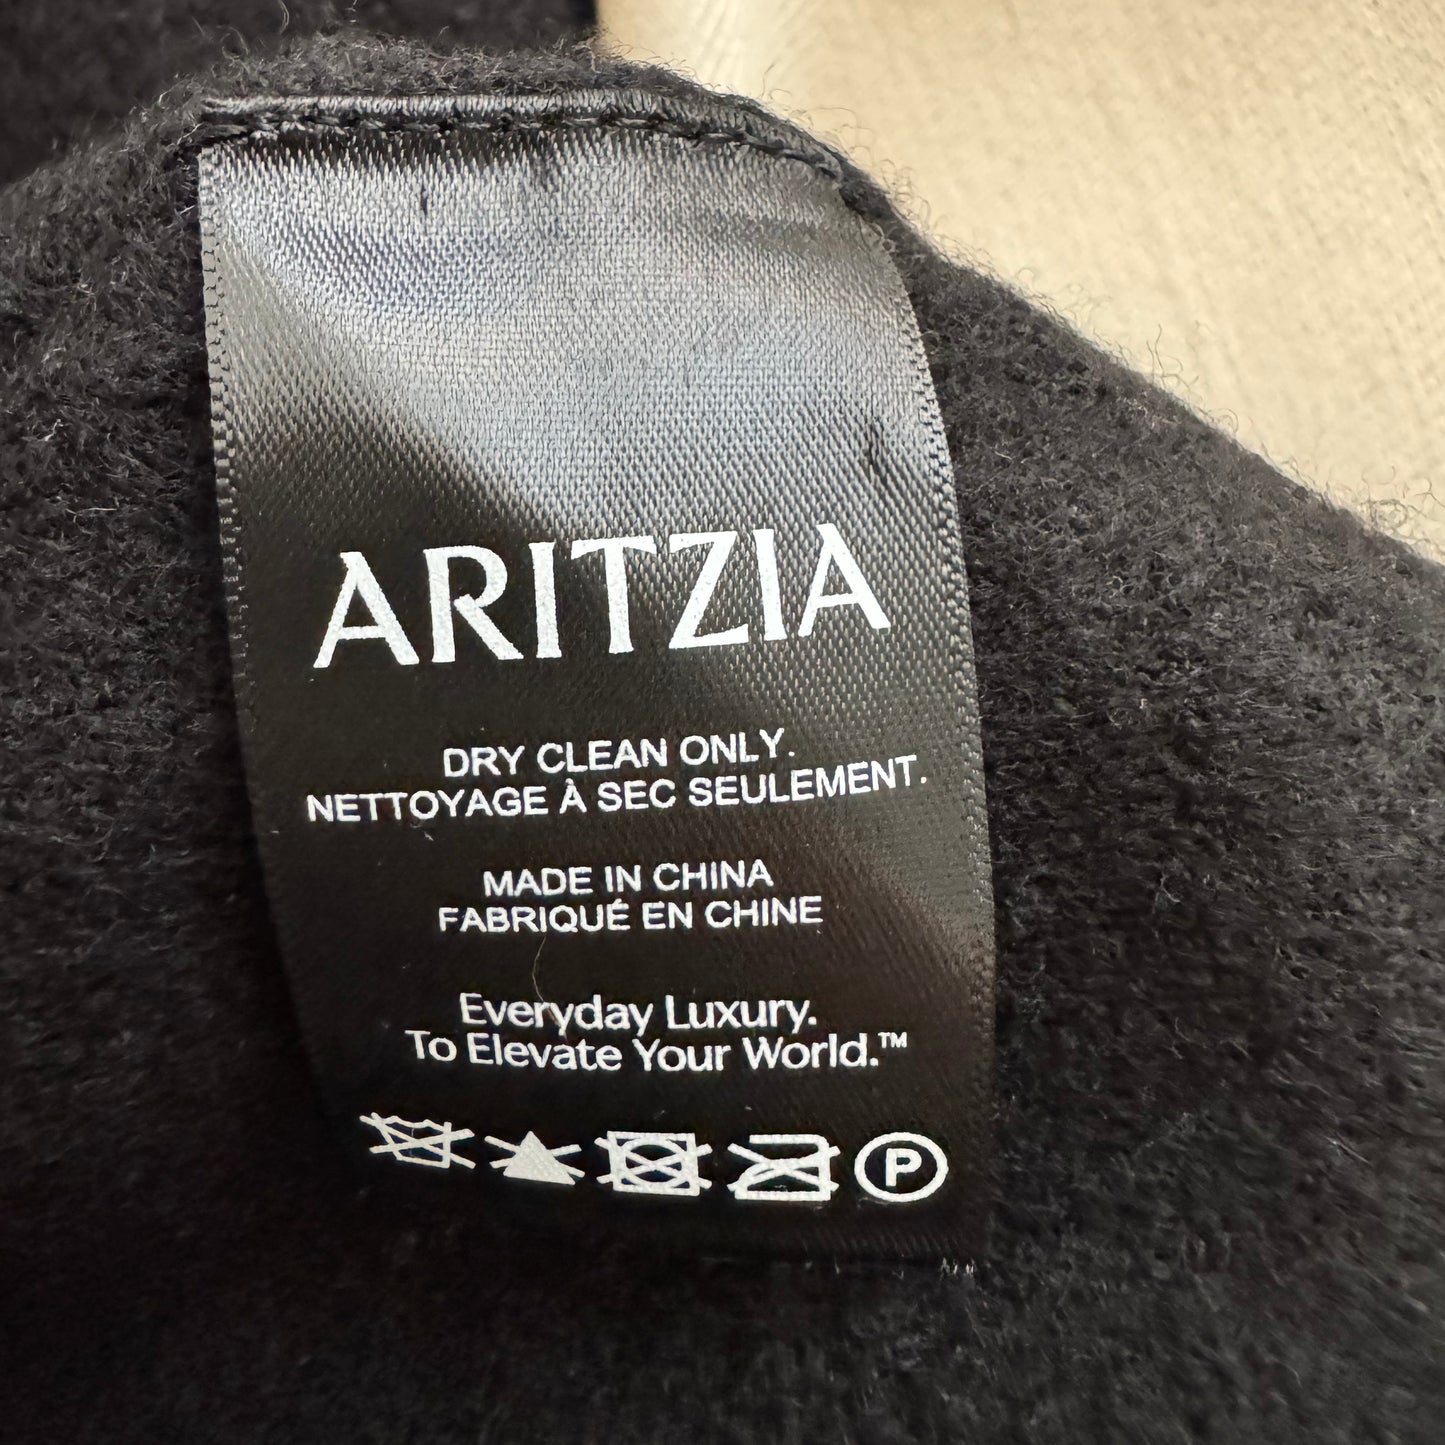 ARITZIA
DRY CLEAN ONLY.
NETTOYAGE À SEC SEULEMENT.
MADE IN CHINA
FABRIQUÉ EN CHINE
Everyday Luxury.
To Elevate Your World.™
P